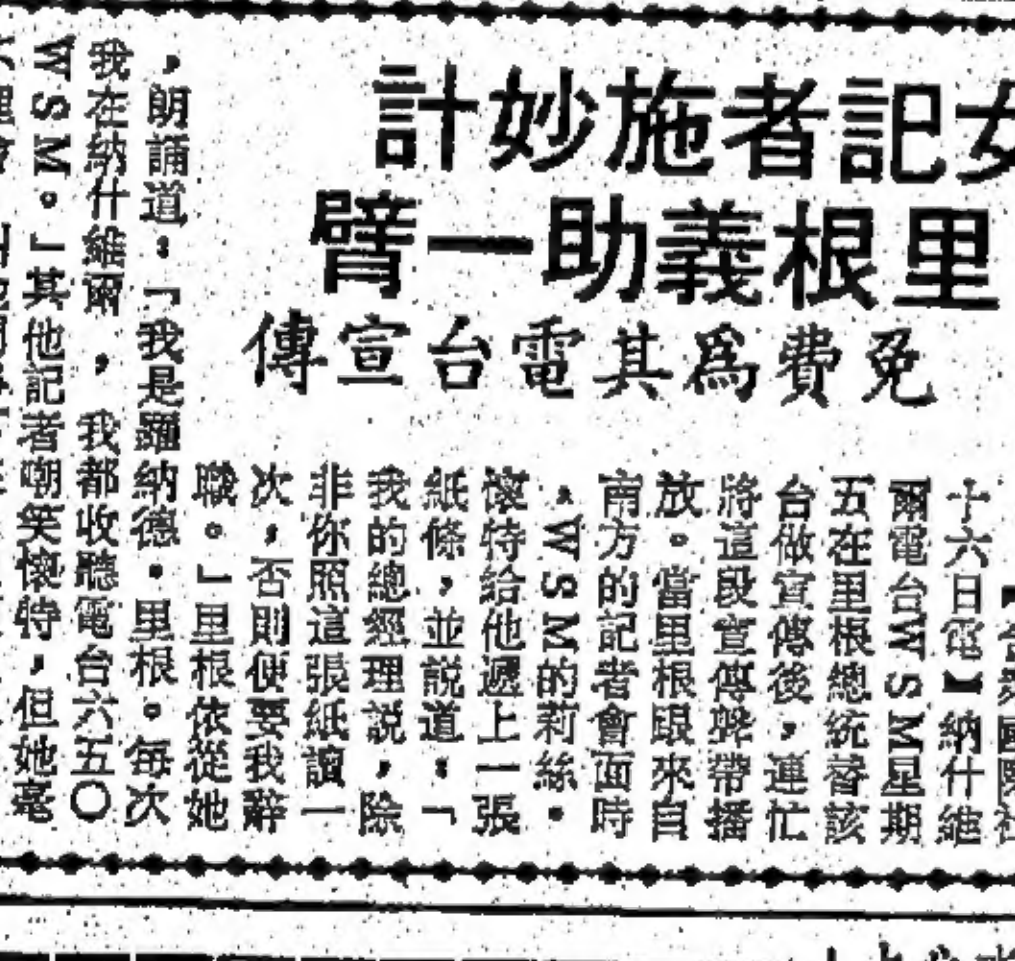 女記者施妙計
里根義助一臂
免費爲其電台宣傳
十六日電】納什維
爾電台WSM星期
五在里根總統替該
台做宣傳後,連忙
將這段宣傳聲帶播
放。當里根跟來自
南方的記者會面時
,WSM的莉絲·
懷特給他遞上一張
紙條,並説道:「
我的總經理説,除
非你照這張紙讀一
次,否則便要我辭
職。」里根依從她
,朗誦道:「我是羅納德·里根。每次
我在納什維爾,我都收聽電台六五〇
WSM。」其他記者嘲笑懷特,但她毫